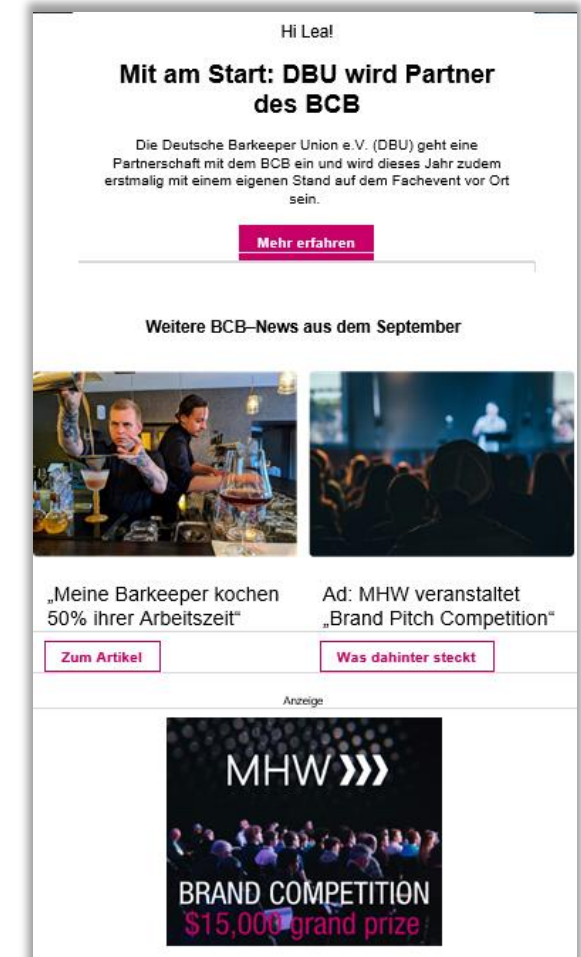 Hi Lea!
Mit am Start: DBU wird Partner
des BCB
Die Deutsche Barkeeper Union e.V. (DBU) geht eine
Partnerschaft mit dem BCB ein und wird dieses Jahr zudem
erstmalig mit einem eigenen Stand auf dem Fachevent vor Ort
sein.
Mehr erfahren
Weitere BCB–News aus dem September
„Meine Barkeeper kochen
50% ihrer Arbeitszeit“
Ad: MHW veranstaltet
„Brand Pitch Competition“
Zum Artikel
Was dahinter steckt
Anzeige
MHW
BRAND COMPETITION
$15,000 grand prize